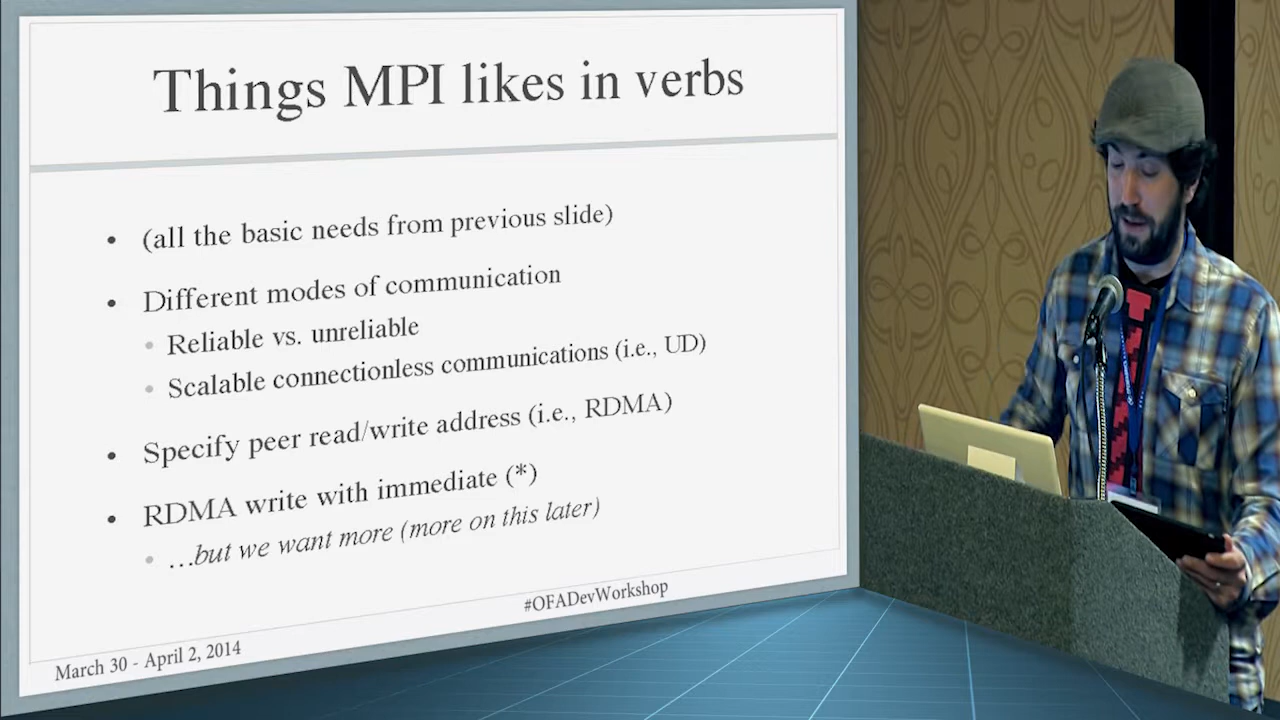 Things MPI likes in verbs
• (all the basic needs from previous slide)
• Different modes of communication
• Reliable vs. unreliable
• Scalable connectionless communications (i.e., UD)
• Specify peer read/write address (i.e., RDMA)
• RDMA write with immediate (*)
• …but we want more (more on this later)
March 30 - April 2, 2014
#OFADevWorkshop